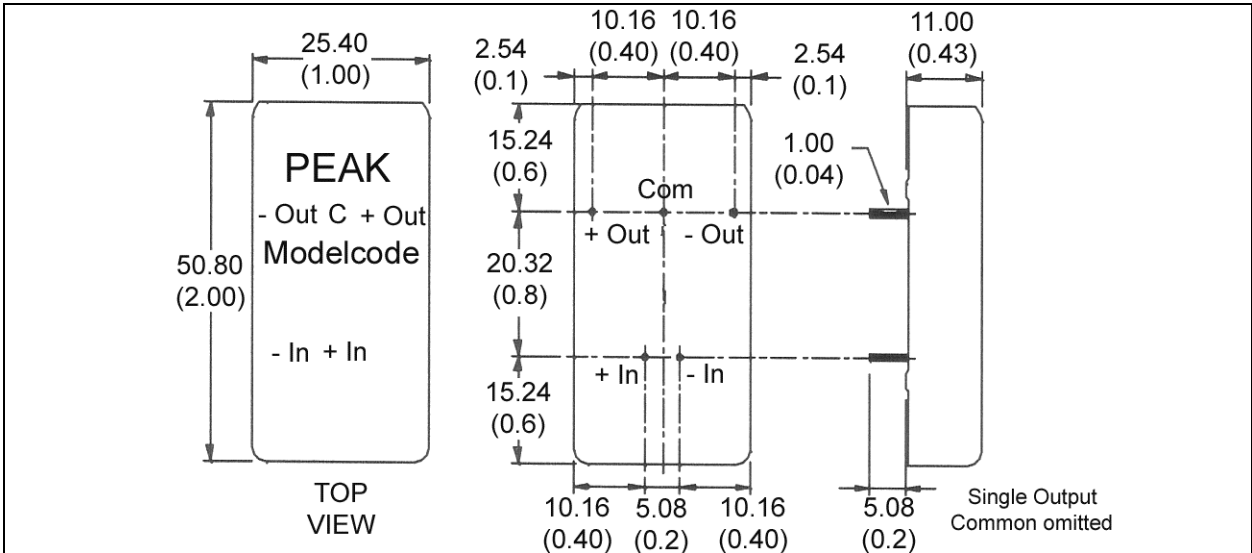 10.16 10.16 11.00
25.40 2.54 (0.40) (0.40) 2.54 (0.43)
(1.00) (0.1) (0.1)
15.24 1.00
PEAK (0.6) (0.04)
Com
- Out C + Out + Out - Out
Modelcode
50.80 20.32
(2.00) (0.8)
- In + In
+ In - In
15.24
(0.6)
TOP 10.16 5.08 10.16 5.08 Single Output
VIEW (0.40) (0.2) (0.40) (0.2) Common omitted